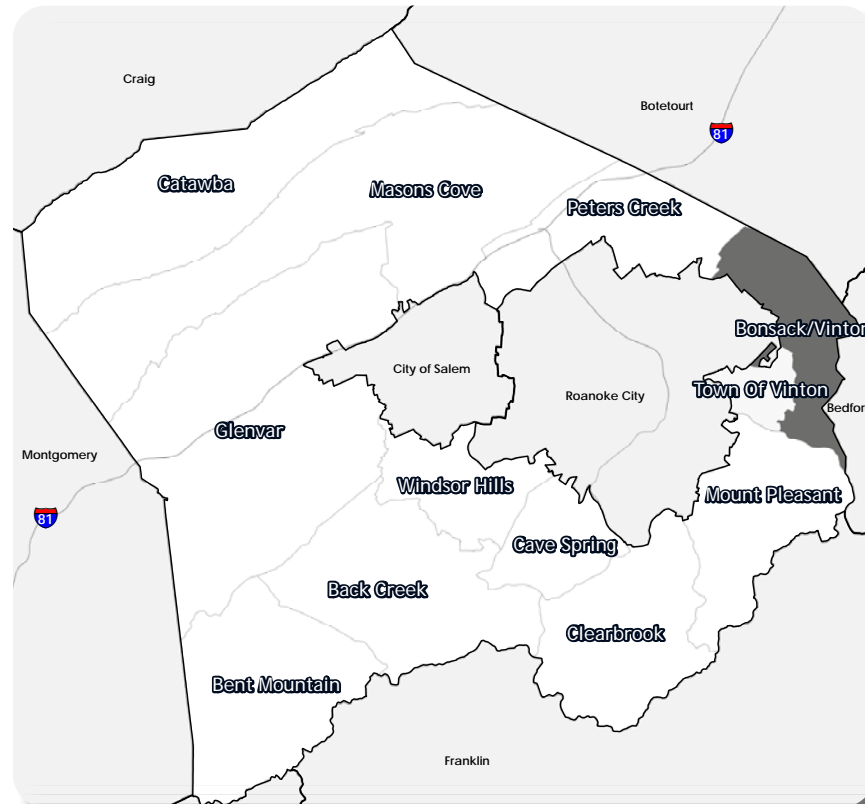 Craig
Botetourt
81
Catawba
Masons Cove
Peters Creek
Bonsack/Vinton
City of Salem
Town Of Vinton
Roanoke City
Bedfor
Glenvar
Montgomery
Windsor Hills
Mount Pleasant
81
Cave Spring
Back Creek
Clearbrook
Bent Mountain
Franklin